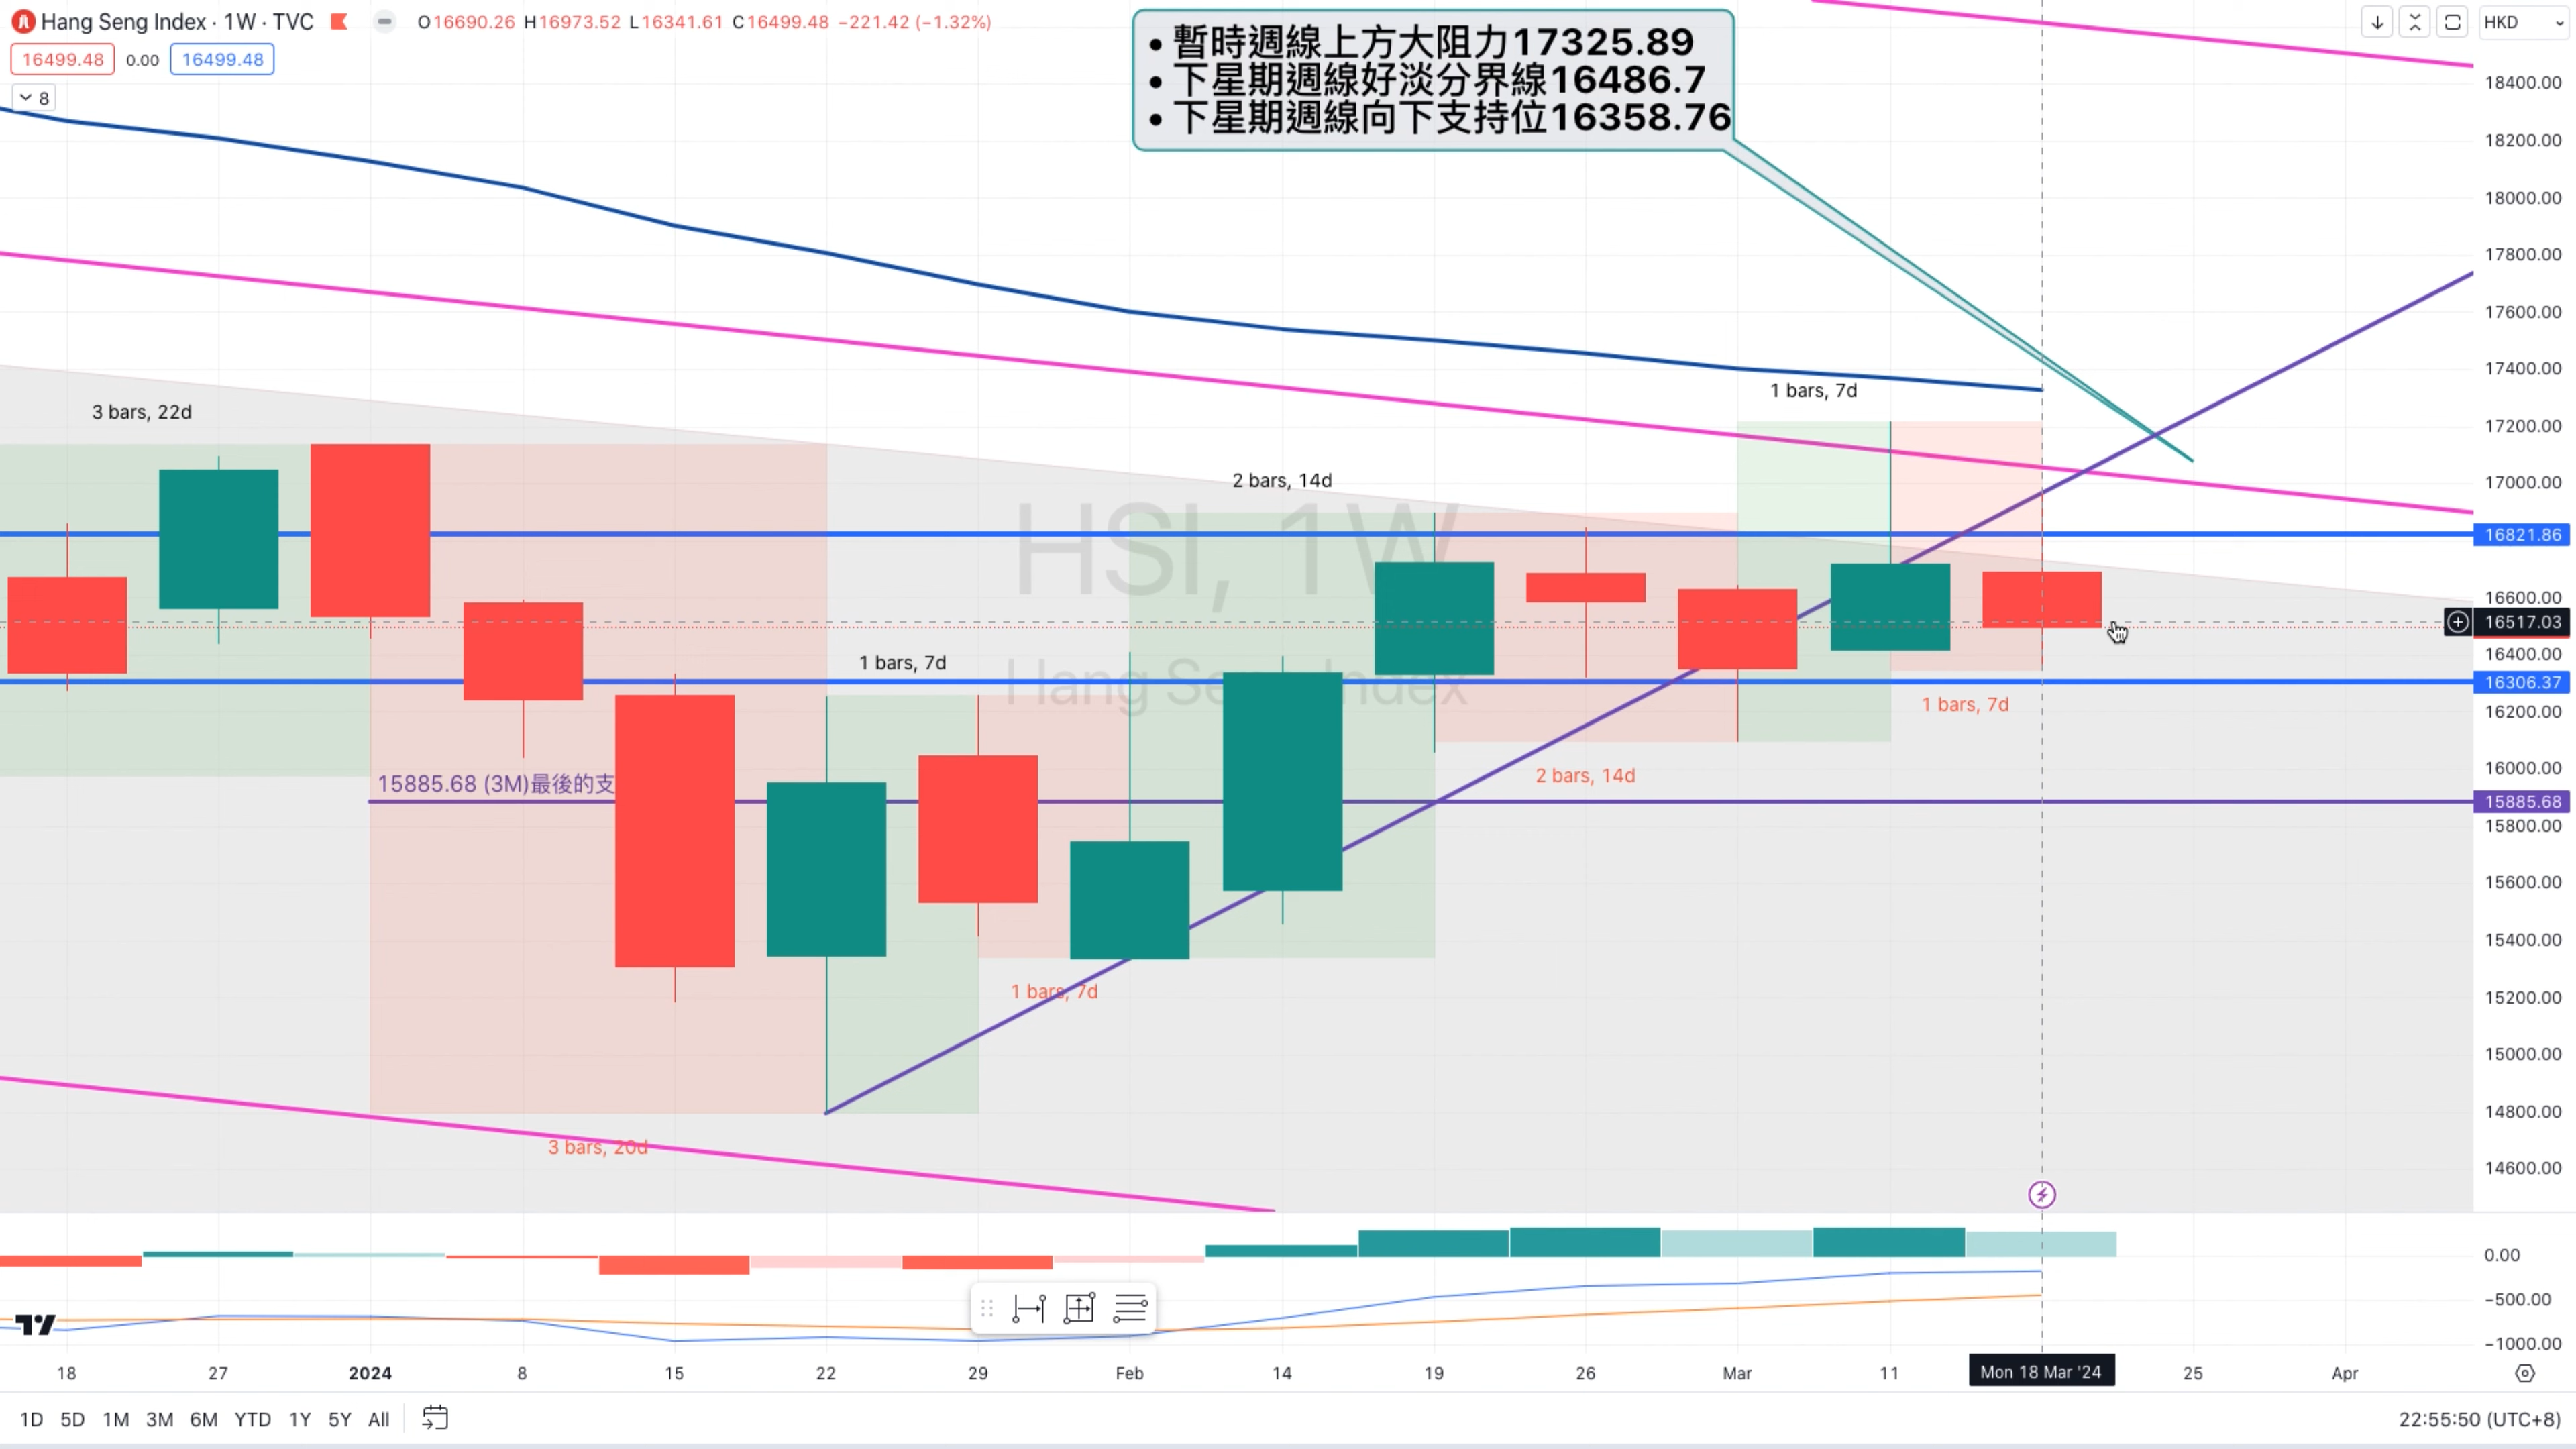 Hang Seng Index · 1W · TVC O16690.26 H16973.52 L16341.61 C16499.48 −221.42 (−1.32%)
HKD
16499.48 0.00 16499.48
8
• 暫時週線上方大阻力17325.89
• 下星期週線好淡分界線16486.7
• 下星期週線向下支持位16358.76
18400.00
18200.00
18000.00
17800.00
17600.00
17400.00
1 bars, 7d
3 bars, 22d
17200.00
2 bars, 14d
17000.00
HSI, 1W
16821.86
16600.00
16517.03
16400.00
1 bars, 7d
Hang Se ndex
16306.37
1 bars, 7d
16200.00
2 bars, 14d
16000.00
15885.68 (3M)最後的支
15885.68
15800.00
15600.00
15400.00
1 bars, 7d
15200.00
15000.00
14800.00
3 bars, 20d
14600.00
0.00
−500.00
−1000.00
18 27 2024 8 15 22 29 Feb 14 19 26 Mar 11 Mon 18 Mar '24 25 Apr
1D 5D 1M 3M 6M YTD 1Y 5Y All
22:55:50 (UTC+8)